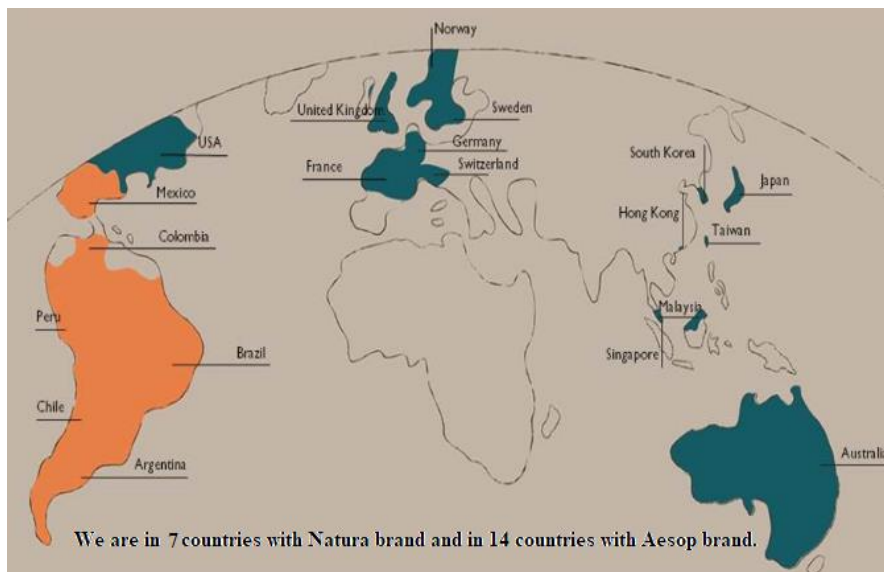 Norway
United Kingdom
Sweden
USA
Germany
South Korea
France
Switzerland
Japan
Mexico
Hong Kong
Colombia
Taiwan
Malaysia
Peru
Brazil
Singapore
Chile
Argentina
Australia
We are in 7 countries with Natura brand and in 14 countries with Aesop brand.